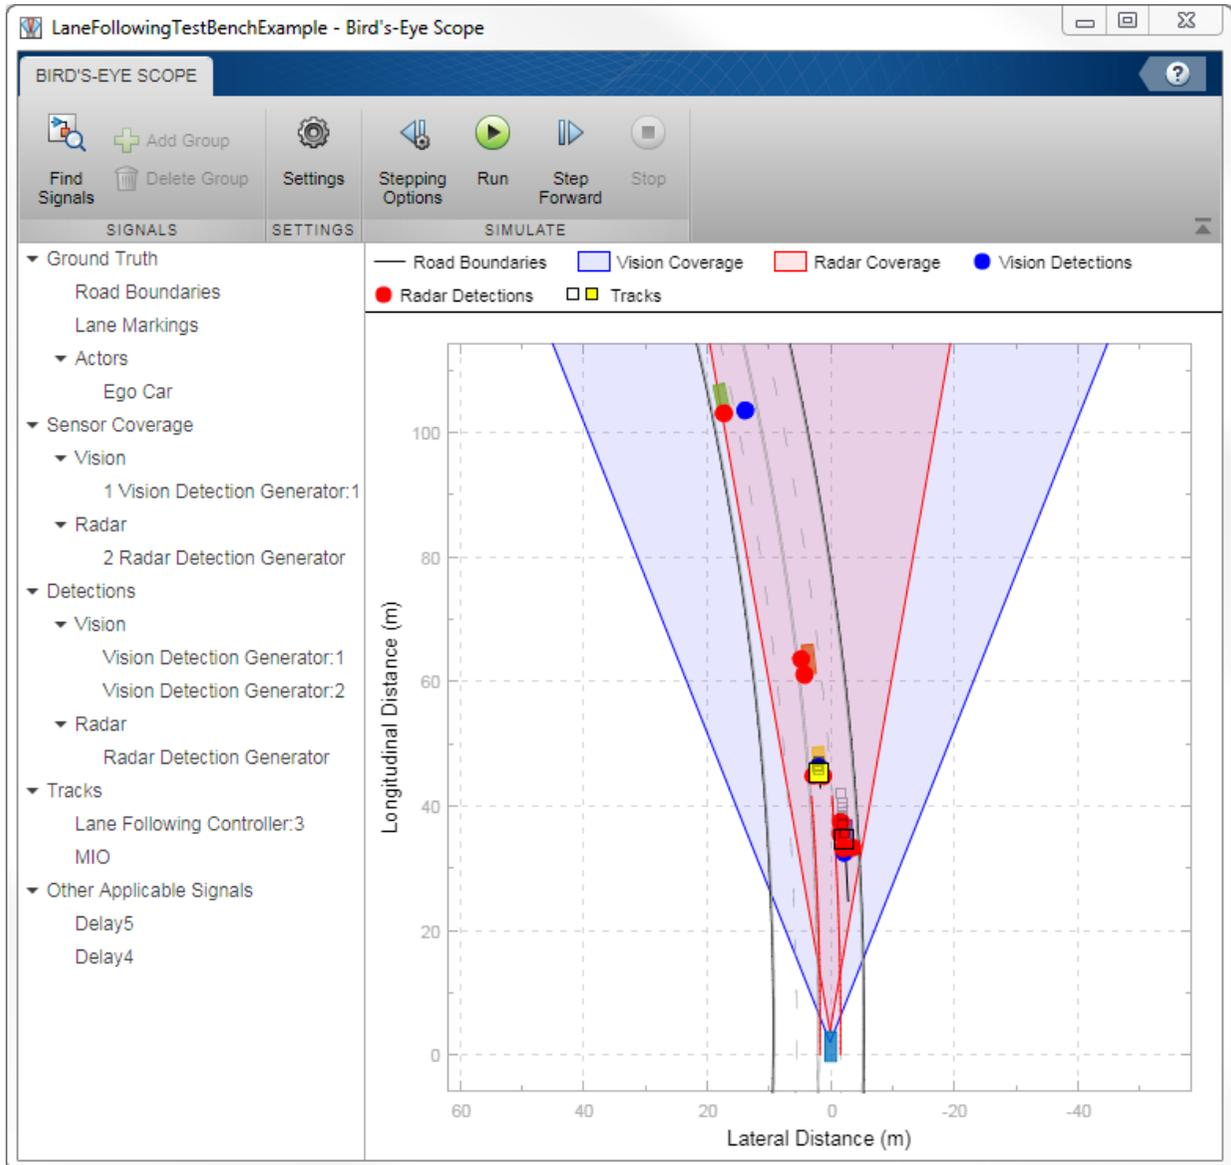 LaneFollowingTestBenchExample - Bird's-Eye Scope
BIRD'S-EYE SCOPE
?
Find Signals
Add Group
Delete Group
Settings
Stepping Options
Run
Step Forward
Stop
SIGNALS
SETTINGS
SIMULATE
Ground Truth
Road Boundaries
Lane Markings
Actors
Ego Car
Sensor Coverage
Vision
1 Vision Detection Generator:1
Radar
2 Radar Detection Generator
Detections
Vision
Vision Detection Generator:1
Vision Detection Generator:2
Radar
Radar Detection Generator
Tracks
Lane Following Controller:3
MIO
Other Applicable Signals
Delay5
Delay4
Road Boundaries Vision Coverage Radar Coverage Vision Detections
Radar Detections Tracks
Longitudinal Distance (m)
100
80
60
40
20
0
60 40 20 0 -20 -40
Lateral Distance (m)